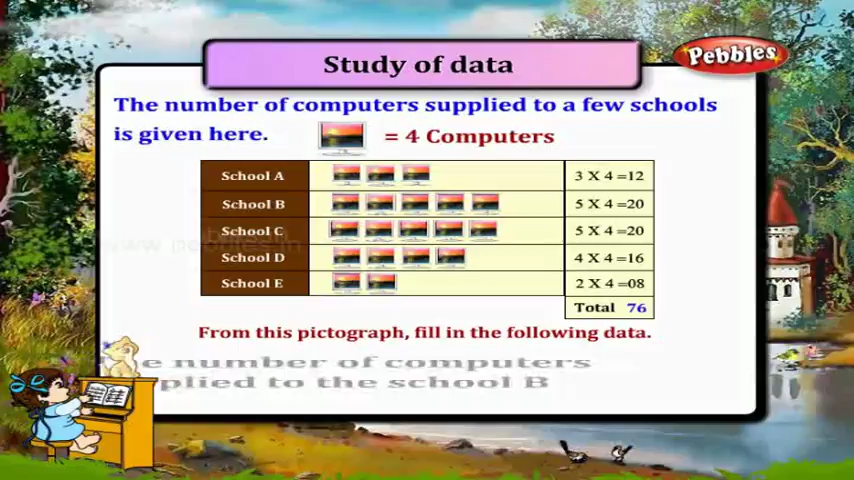 Study of data
Pebbles
The number of computers supplied to a few schools
is given here.
= 4 Computers
School A 3 X 4 =12
School B 5 X 4 =20
School C 5 X 4 =20
School D 4 X 4 =16
School E 2 X 4 =08
Total 76
From this pictograph, fill in the following data.
number of computers
to the school B